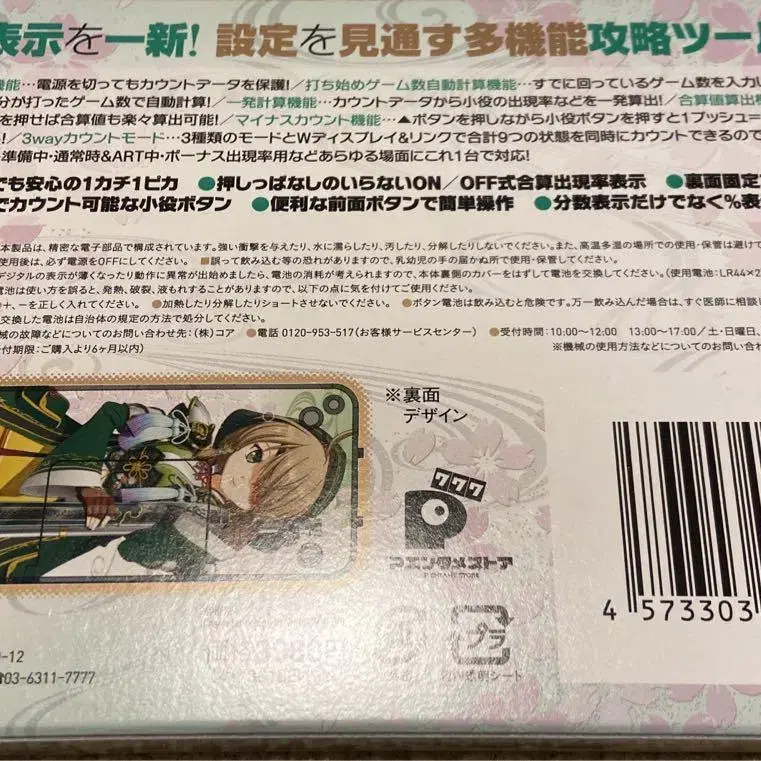 表示を一新! 設定を見通す多機能攻略ツー
機能…電源を切ってもカウントデータを保護!/打ち始めゲーム数自動計算機能…すでに回っているゲーム数を入力し
分が打ったゲーム数で自動計算!/一発計算機能…カウントデータから小役の出現率などを一発算出!/合算値算出機
を押せば合算値も楽々算出可能!/マイナスカウント機能…▲ボタンを押しながら小役ボタンを押すと1プッシュ=
!/3wayカウントモード…3種類のモードとWディスプレイ&リンクで合計9つの状態を同時にカウントできるので
準備中・通常時&ART中・ボーナス出現率用などあらゆる場面にこれ1台で対応!
でも安心の1カチ1ピカ ●押しっぱなしのいらないON/OFF式合算出現率表示 ●裏面固定
でカウント可能な小役ボタン ●便利な前面ボタンで簡単操作 ●分数表示だけでなく%表
本製品は、精密な電子部品で構成されています。強い衝撃を与えたり、水に濡らしたり、汚したり、分解したりしないでください。また、高温多湿の場所での使用・保管は避けて
使用後は、必ず電源をOFFにしてください。 ■誤って飲み込む等の恐れがありますので、乳幼児の手の届かぬ所で使用・保管してください。
デジタルの表示が薄くなったり動作に異常が出始めましたら、電池の消耗が考えられますので、本体裏側のカバーをはずして電池を交換してください。(使用電池:LR44×2
電池は使い方を誤ると、発熱、破裂、液もれすることがありますので、以下の点に気を付けてご使用ください。
+、-を正しく入れてください。 ●加熱したり分解したりショートさせないでください。 ●ボタン電池は飲み込むと危険です。万一飲み込んだ場合は、すぐ医師に相談し
交換した電池は自治体の規定の方法で処分してください。
械の故障などについてのお問い合わせ先:(株)コア ●電話 0120-953-517(お客様サービスセンター) ●受付時間:10:00~12:00 13:00~17:00/土・日曜日、
付期限:ご購入より6ヶ月以内) ※機械の使用方法などについてのお問い合わ
※裏面
デザイン
777
P
アエンタメストア
P-ENTAME STORE
プラ
4 573303
-12
03-6311-7777